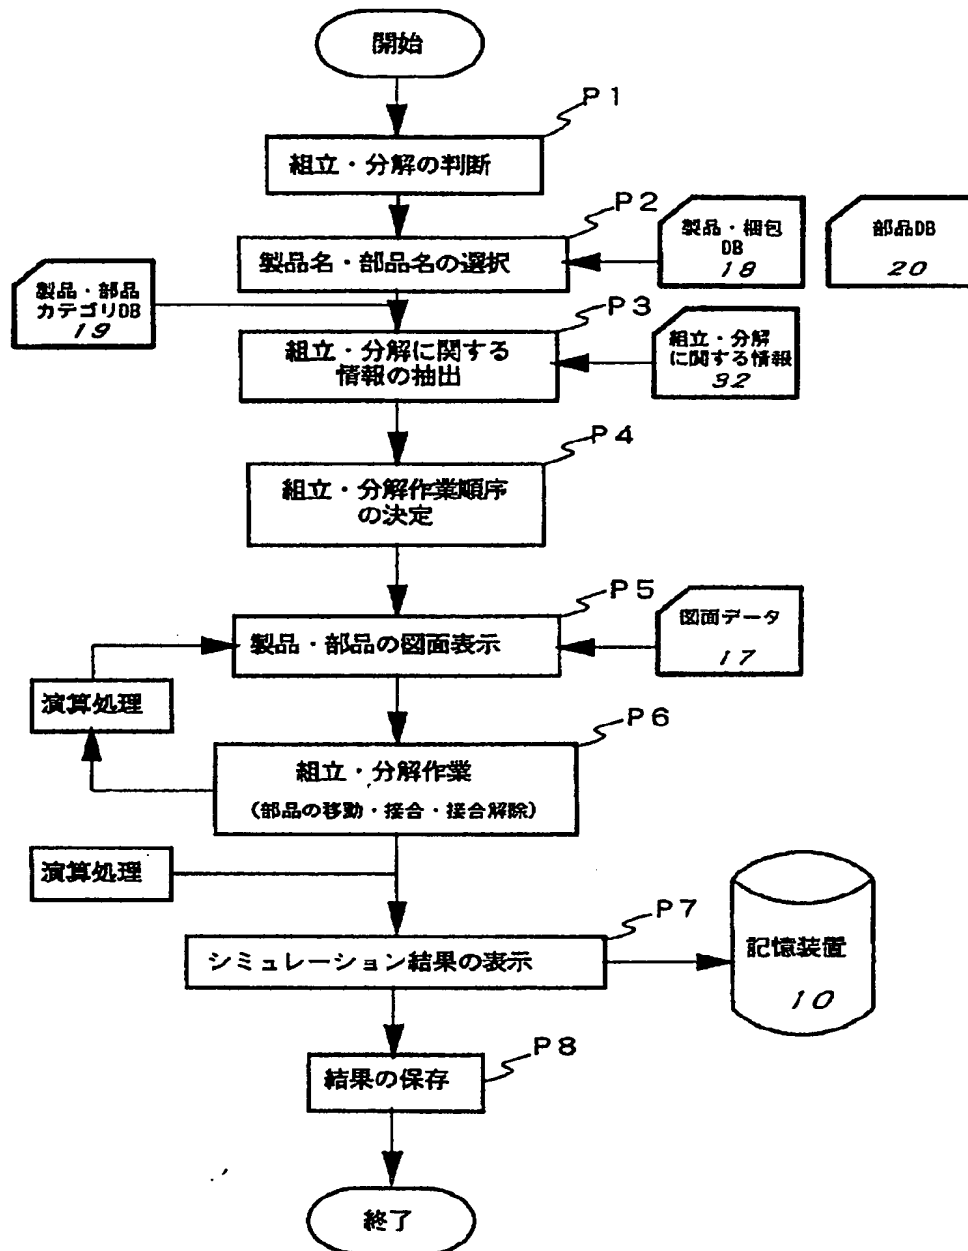 開始
P1
組立・分解の判断
P2
製品名・部品名の選択
製品・梱包
DB
18
部品DB
20
製品・部品
カテゴリDB
19
P3
組立・分解に関する
情報の抽出
組立・分解
に関する情報
32
P4
組立・分解作業順序
の決定
P5
製品・部品の図面表示
図面データ
17
演算処理
P6
組立・分解作業
(部品の移動・接合・接合解除)
演算処理
P7
シミュレーション結果の表示
記憶装置
10
P8
結果の保存
終了